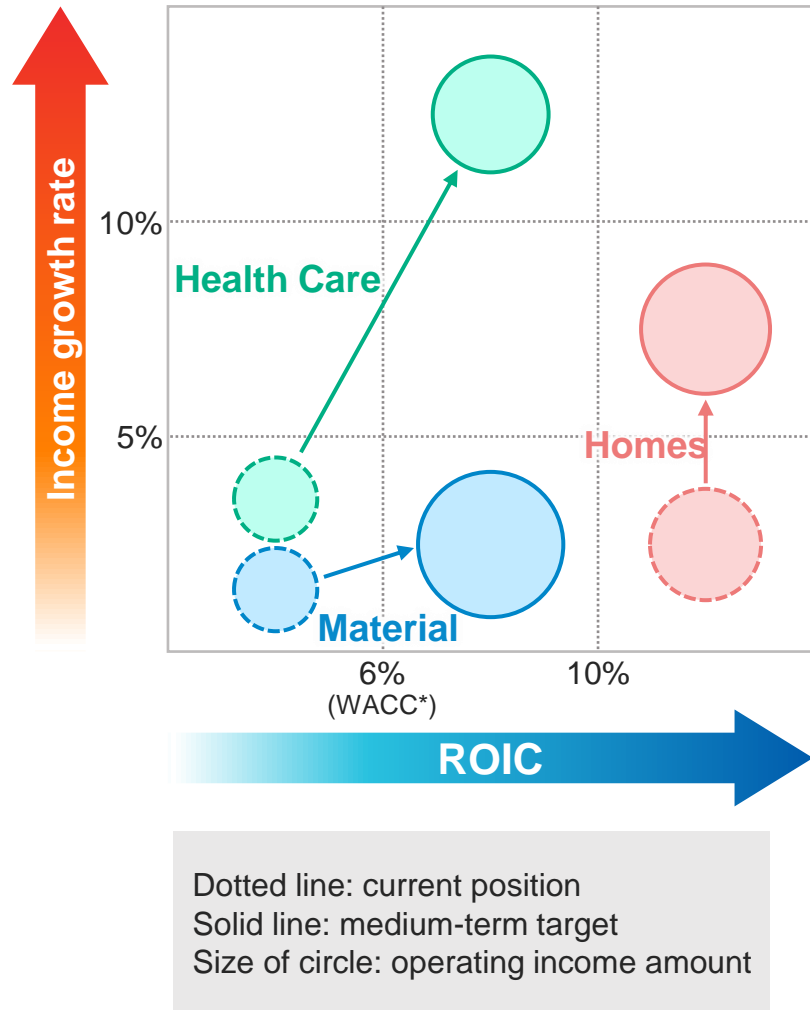 Income growth rate
10%
Health Care
5%
Homes
Material
6%
10%
(WACC*)
ROIC
Dotted line: current position
Solid line: medium-term target
Size of circle: operating income amount